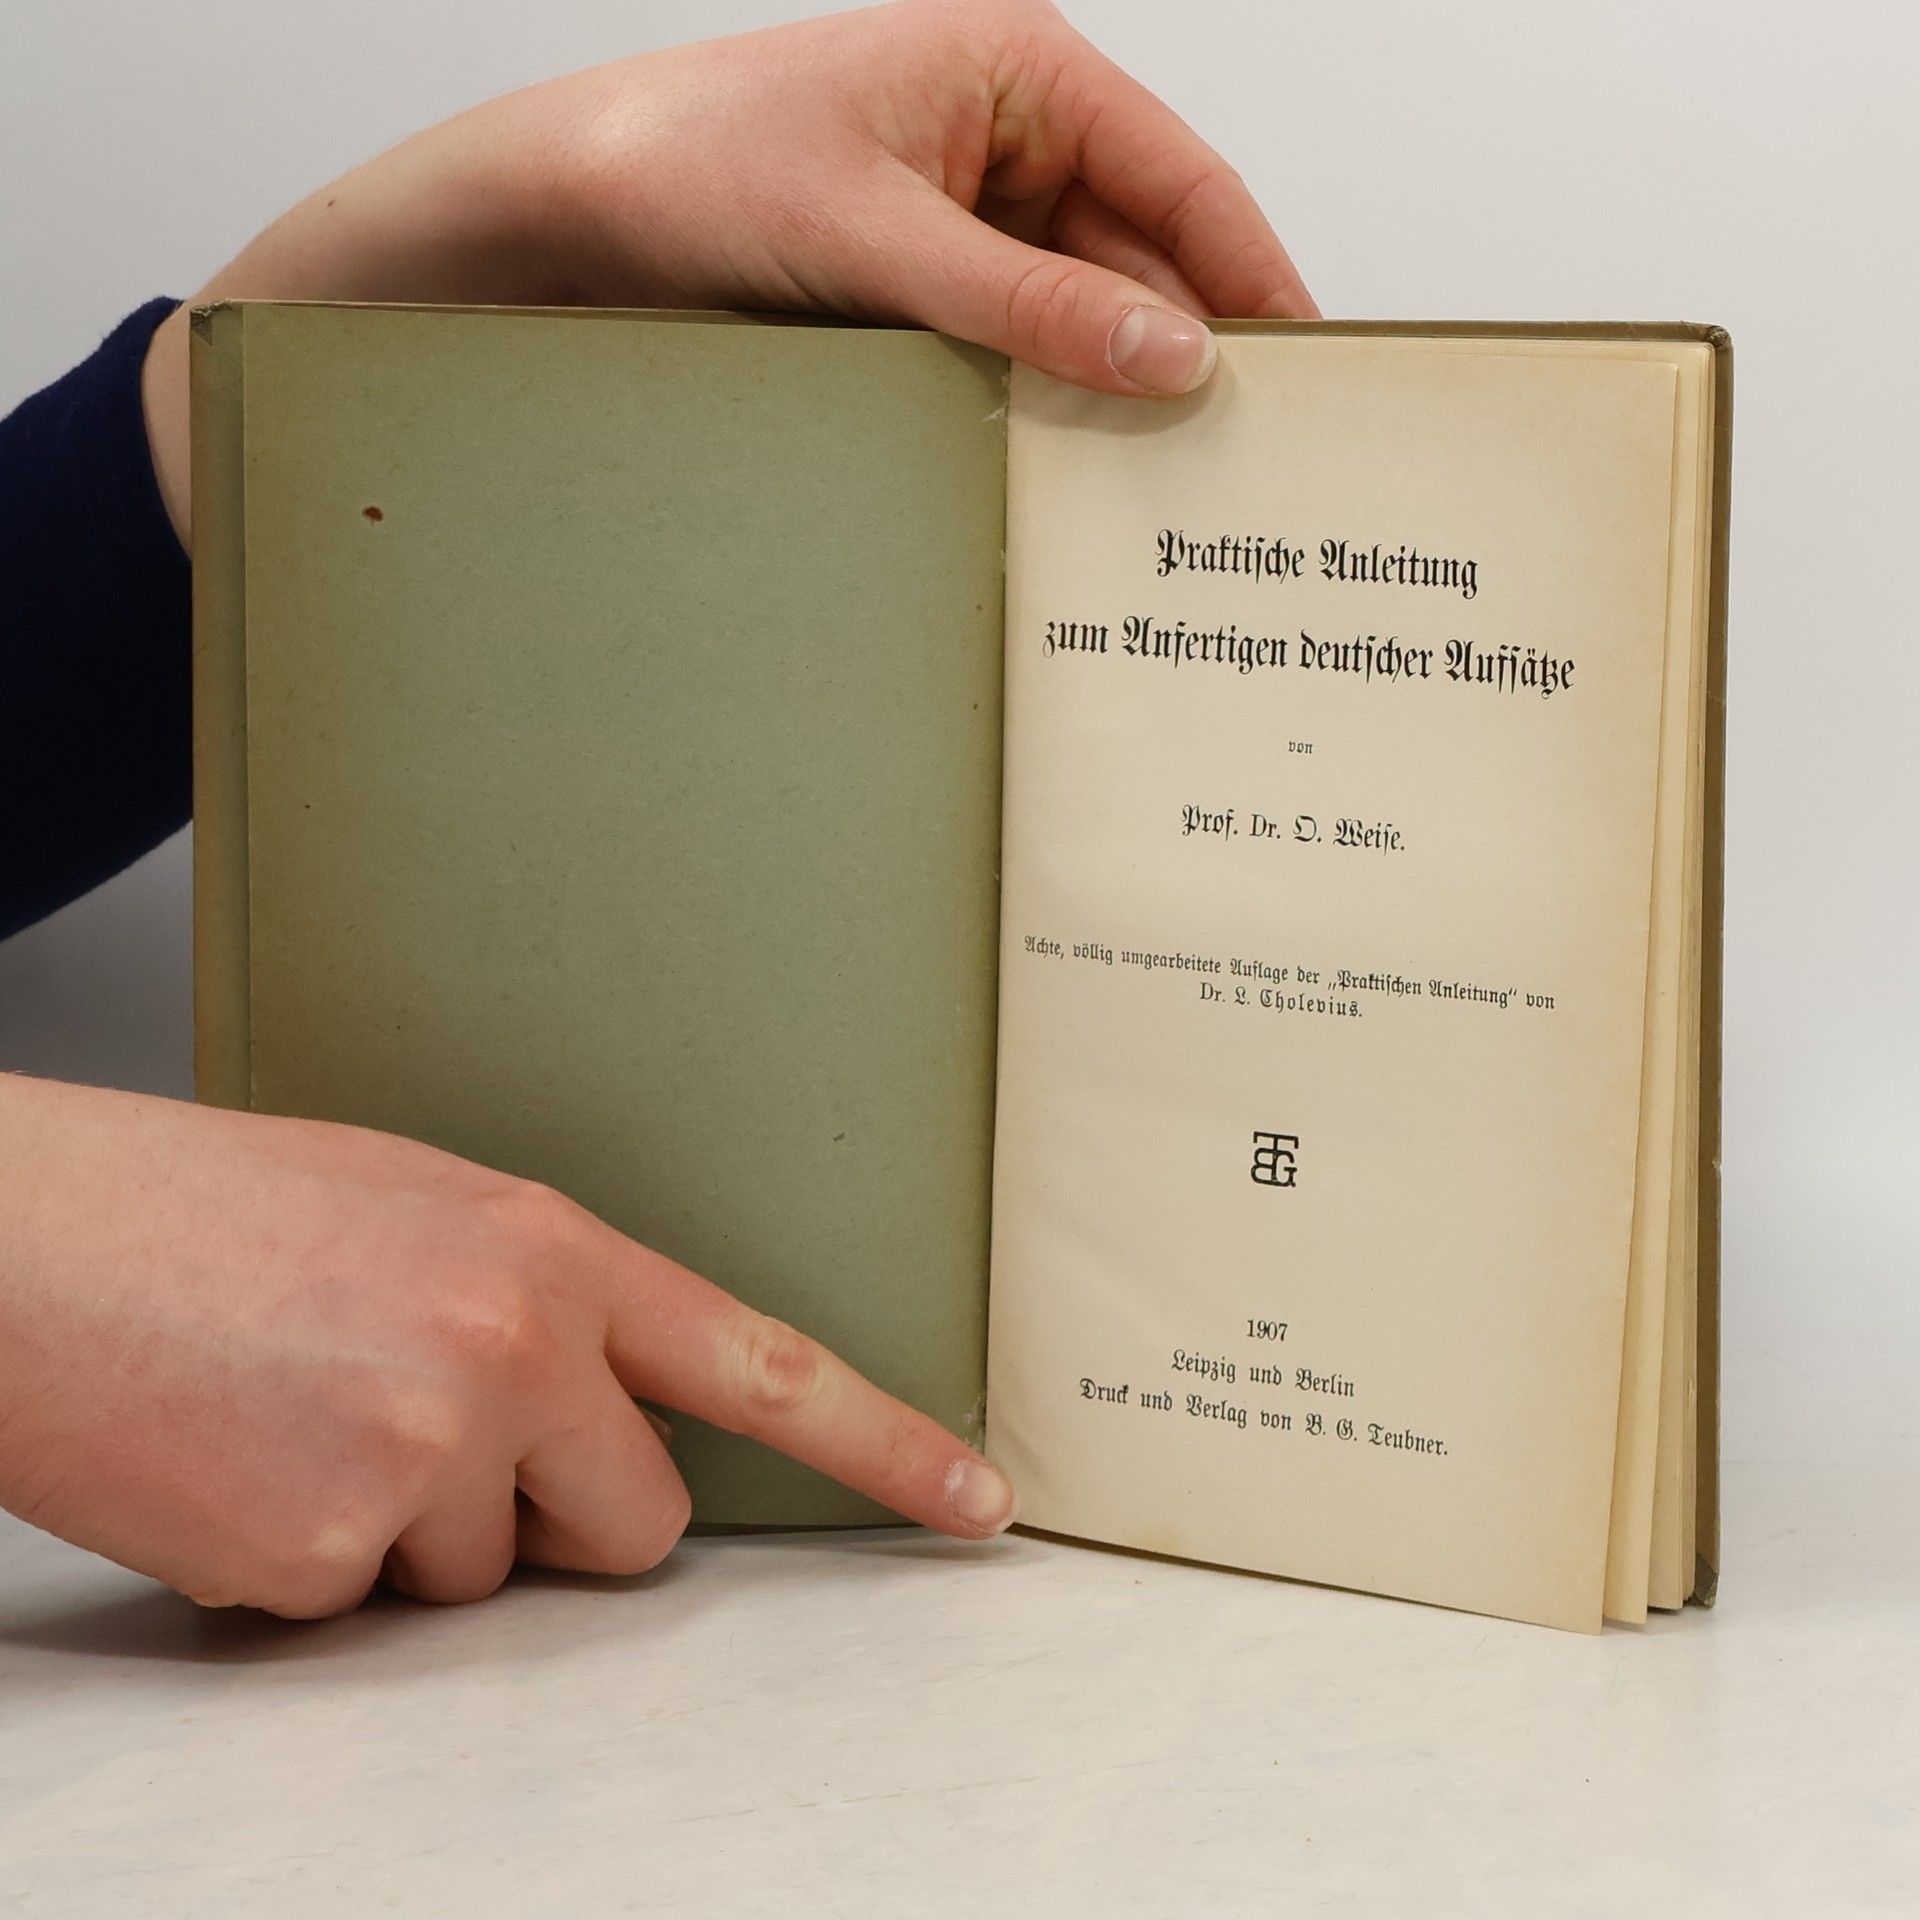 Praktische Anleitung
zum Anfertigen deutscher Aufsätze
von
Prof. Dr. O. Weise.
Achte, völlig umgearbeitete Auflage der „Praktischen Anleitung“ von
Dr. L. Cholevius.
BGT
1907
Leipzig und Berlin
Druck und Verlag von B. G. Teubner.